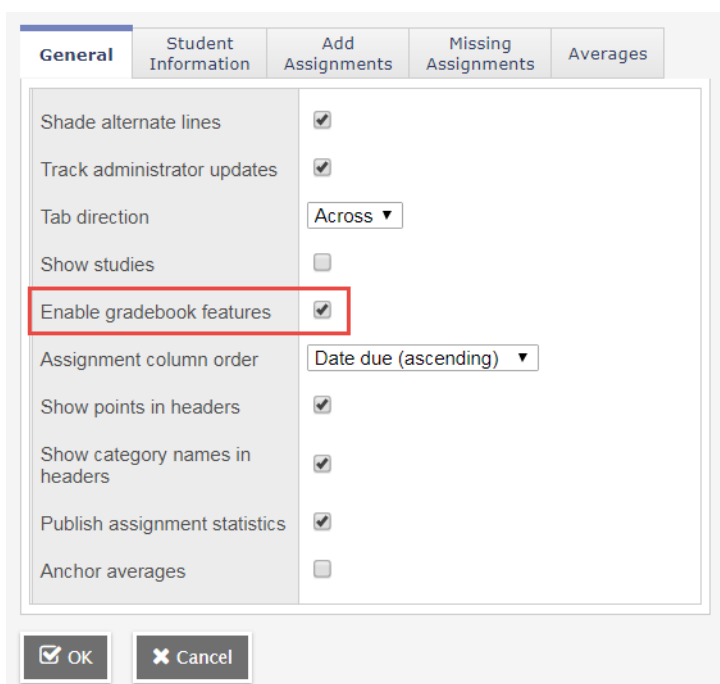 General
Student
Information
Add
Assignments
Missing
Assignments
Averages
Shade alternate lines
Track administrator updates
Tab direction
Across
Show studies
Enable gradebook features
Assignment column order
Date due (ascending)
Show points in headers
Show category names in
headers
Publish assignment statistics
Anchor averages
OK
Cancel